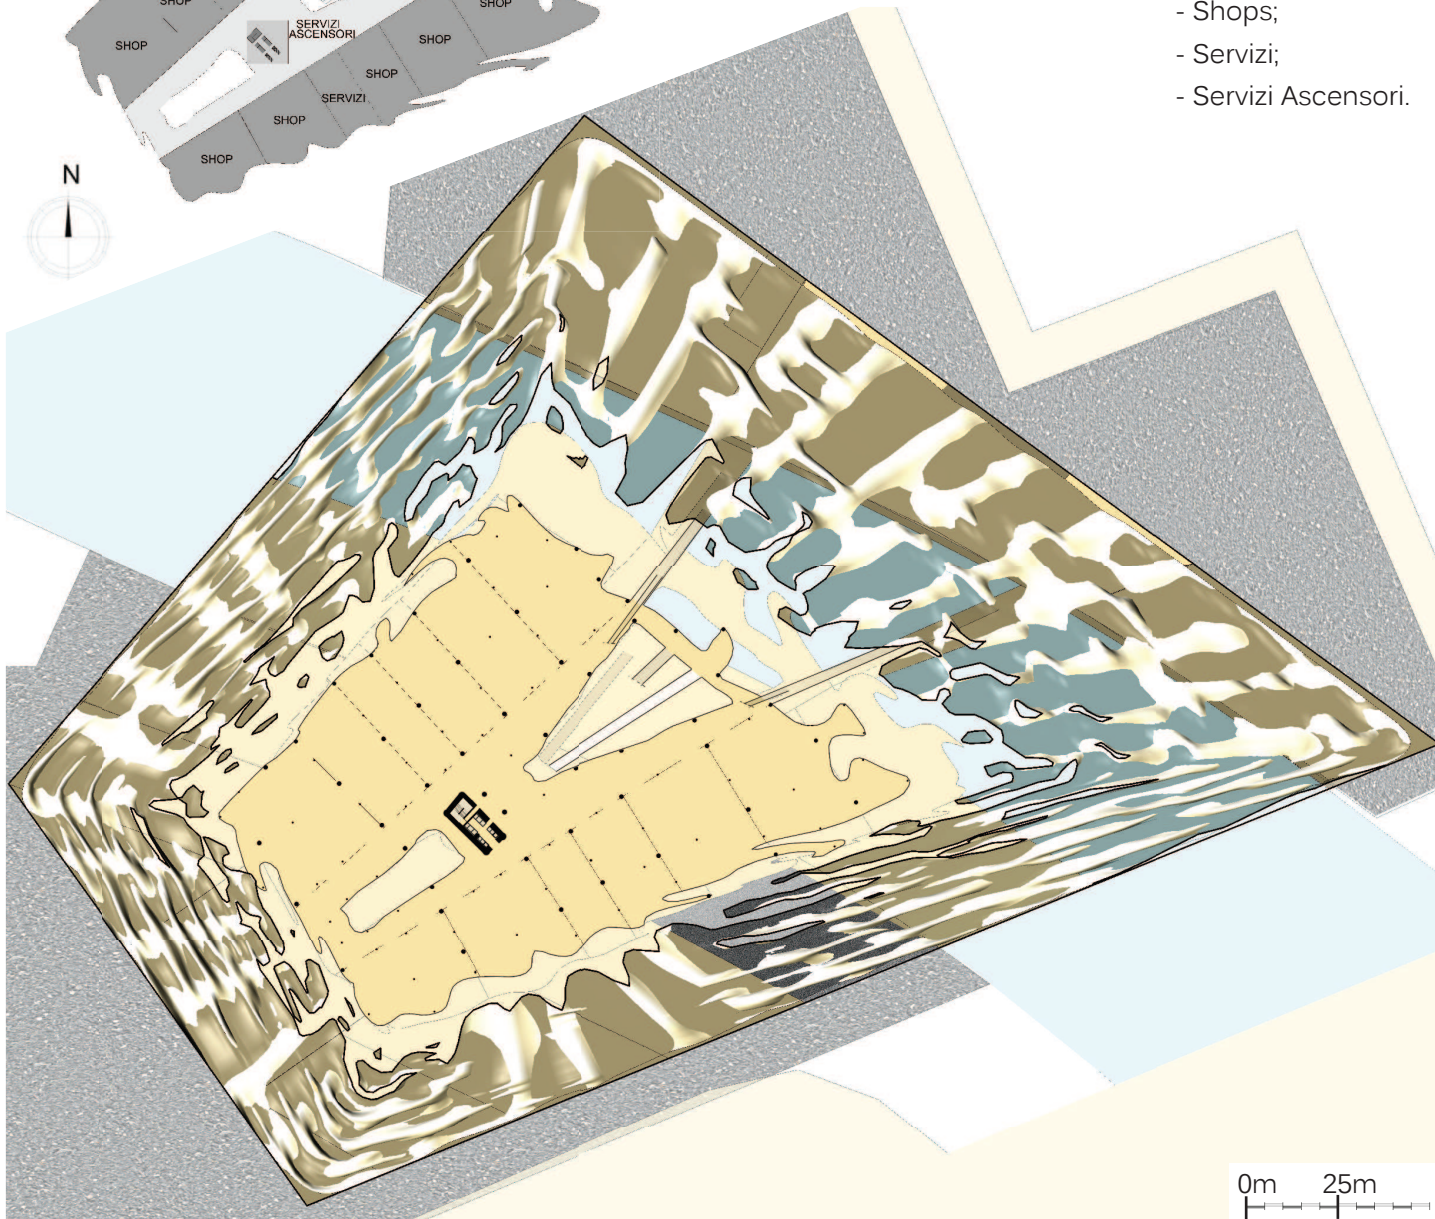 SHOP
SHOP
- Shops;
SERVIZI
ASCENSORI
SHOP
SHOP
- Servizi;
SHOP
- Servizi Ascensori.
SERVIZI
SHOP
SHOP
N
0m 25m